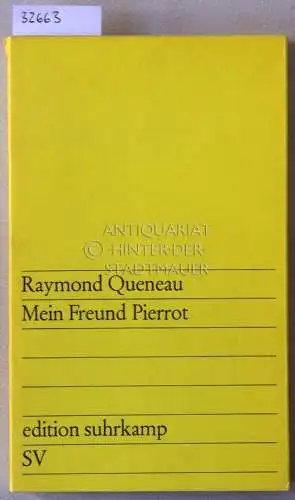 32663
ANTIQUARIAT
HINTER·DER·
STADTMAUER
Raymond Queneau
Mein Freund Pierrot
edition suhrkamp
SV